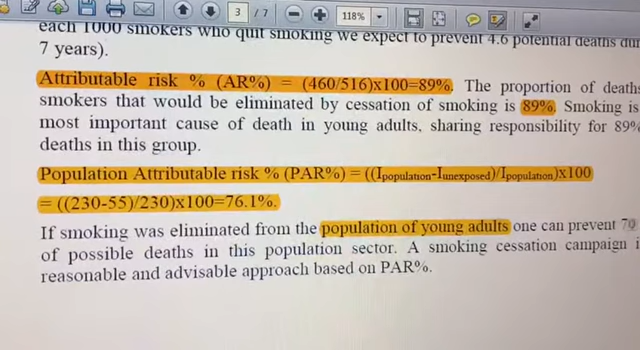 3 / 7 118%
each 1000 smokers who quit smoking we expect to prevent 4.6 potential deaths
7 years).
Attributable risk % (AR%) = (460/516)x100=89%. The proportion of deaths
smokers that would be eliminated by cessation of smoking is 89%. Smoking is
most important cause of death in young adults, sharing responsibility for 89%
deaths in this group.
Population Attributable risk % (PAR%) = ((Ipopulation-Iunexposed)/Ipopulation)x100
= ((230-55)/230)x100=76.1%.
If smoking was eliminated from the population of young adults one can prevent
of possible deaths in this population sector. A smoking cessation campaign
reasonable and advisable approach based on PAR%.